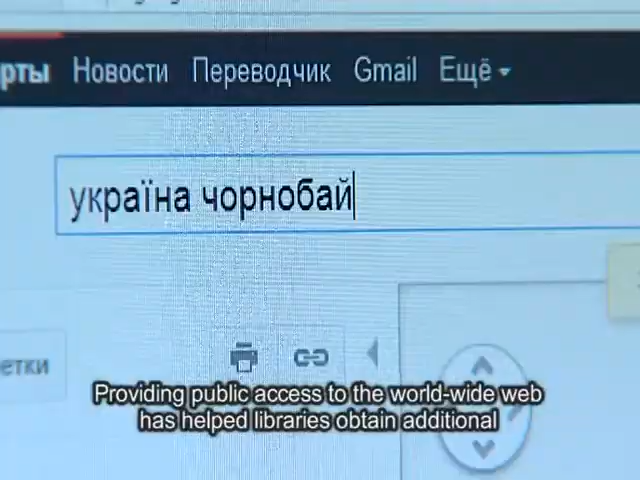 рты Новости Переводчик Gmail Ещё
україна чорнобай
етки
Providing public access to the world-wide web
has helped libraries obtain additional